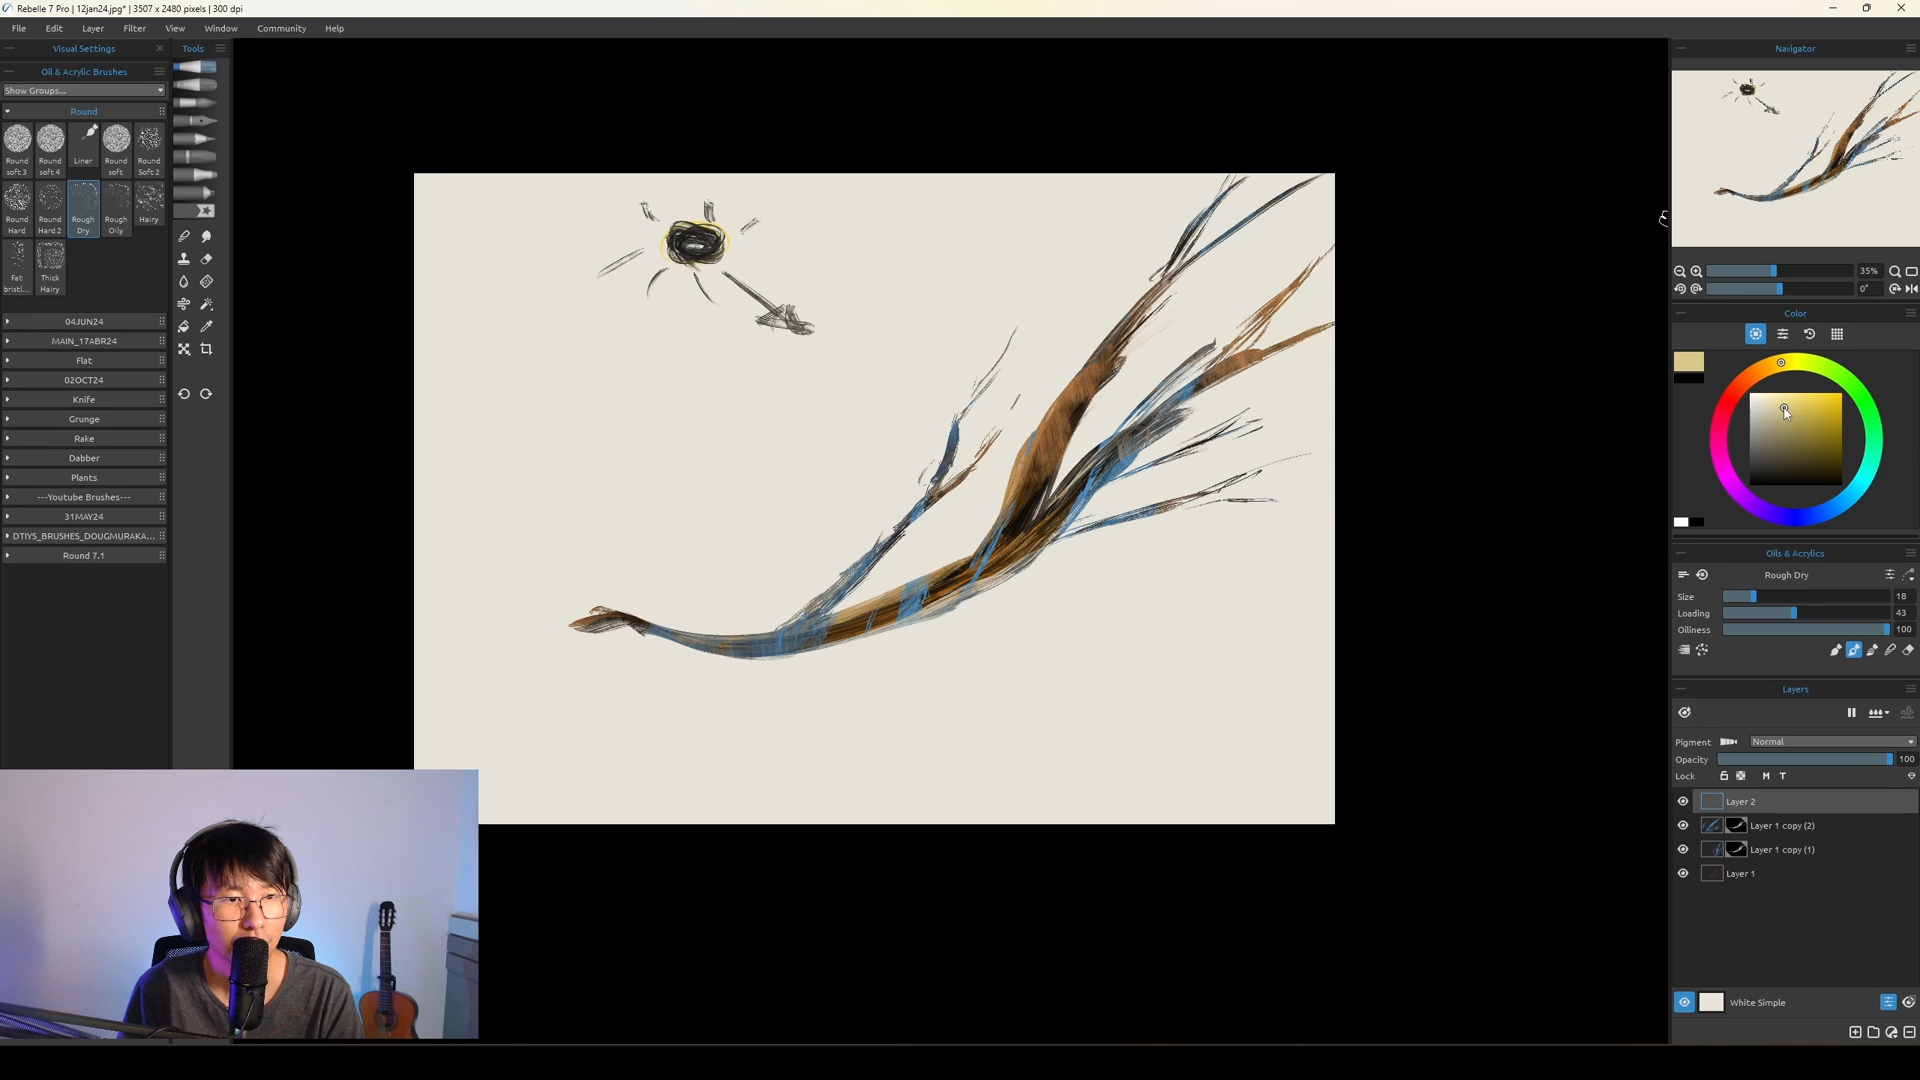 Rebelle 7 Pro | 12jan24.jpg* | 3507 x 2480 pixels | 300 dpi
File Edit Layer Filter View Window Community Help
Visual Settings
Oil & Acrylic Brushes
Show Groups...
Round
Round soft 3
Round soft 4
Liner
Round soft
Round Soft 2
Round Hard
Round Hard 2
Rough Dry
Rough Oily
Hairy
Fat bristl...
Thick Hairy
04JUN24
MAIN_17ABR24
Flat
02OCT24
Knife
Grunge
Rake
Dabber
Plants
---Youtube Brushes---
31MAY24
DTIYS_BRUSHES_DOUGMURAKA...
Round 7.1
Tools
Navigator
35%
0°
Color
Oils & Acrylics
Rough Dry
Size 18
Loading 43
Oiliness 100
Layers
Pigment Normal
Opacity 100
Lock M T
Layer 2
Layer 1 copy (2)
Layer 1 copy (1)
Layer 1
White Simple